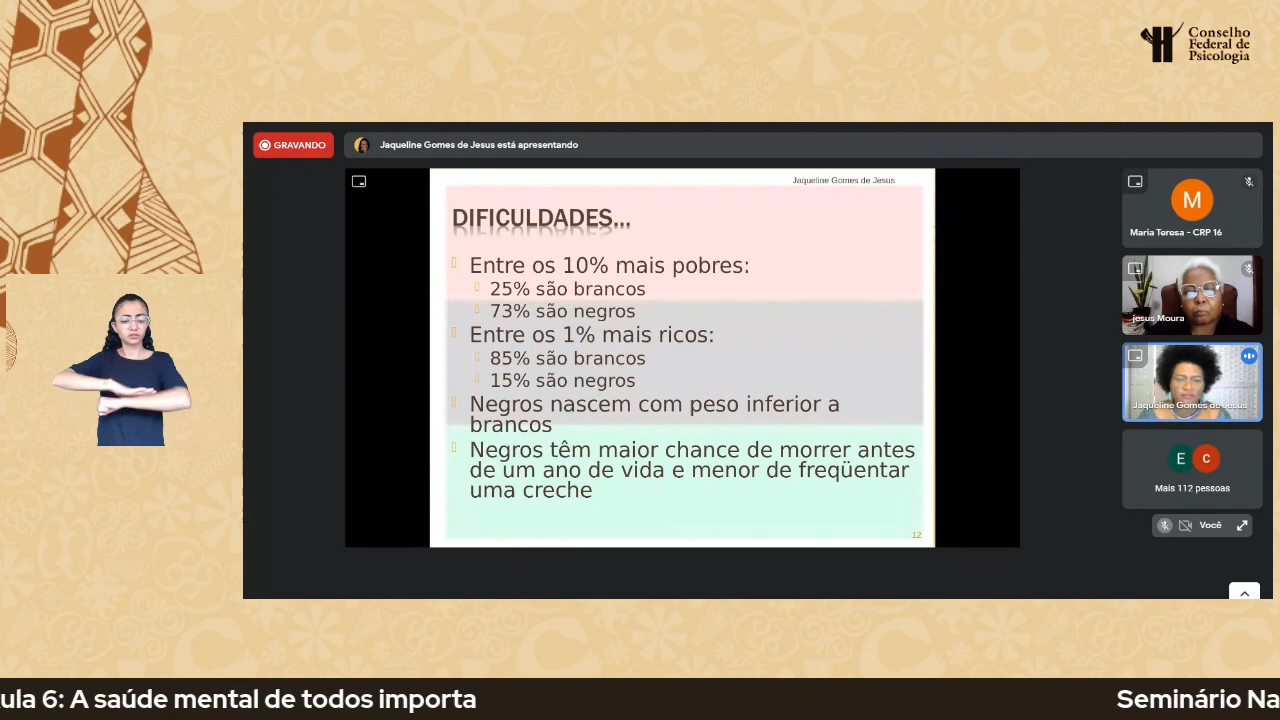 Conselho
Federal de
Psicologia
GRAVANDO
Jaqueline Gomes de Jesus está apresentando
Jaqueline Gomes de Jesus
DIFICULDADES...
Entre os 10% mais pobres:
25% são brancos
73% são negros
Entre os 1% mais ricos:
85% são brancos
15% são negros
Negros nascem com peso inferior a
brancos
Negros têm maior chance de morrer antes
de um ano de vida e menor de freqüentar
uma creche
12
M
Maria Teresa - CRP 16
jesus Moura
Jaqueline Gomes de Jesus
E C
Mais 112 pessoas
Você
ula 6: A saúde mental de todos importa
Seminário Na